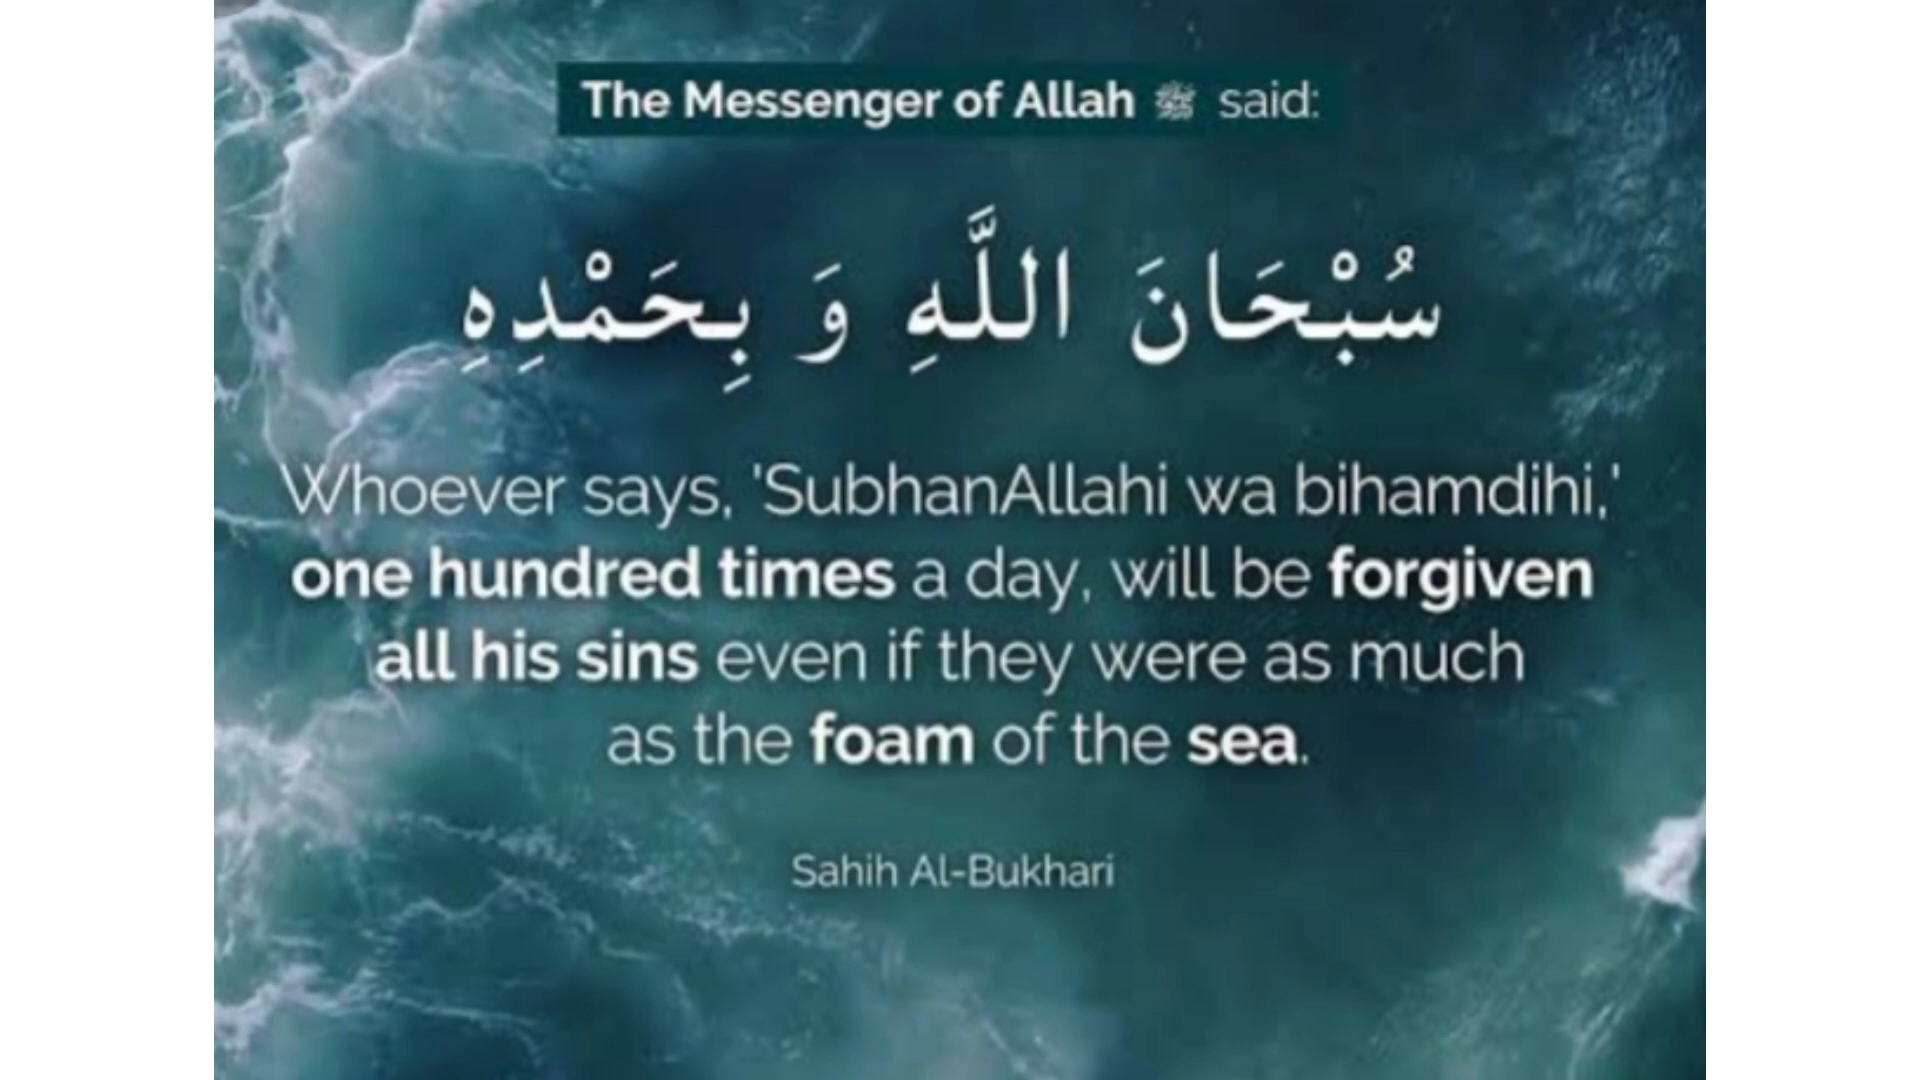 The Messenger of Allah ﷺ said:
سُبْحَانَ اللَّهِ وَ بِحَمْدِهِ
Whoever says, 'SubhanAllahi wa bihamdihi,'
one hundred times a day, will be forgiven
all his sins even if they were as much
as the foam of the sea.
Sahih Al-Bukhari